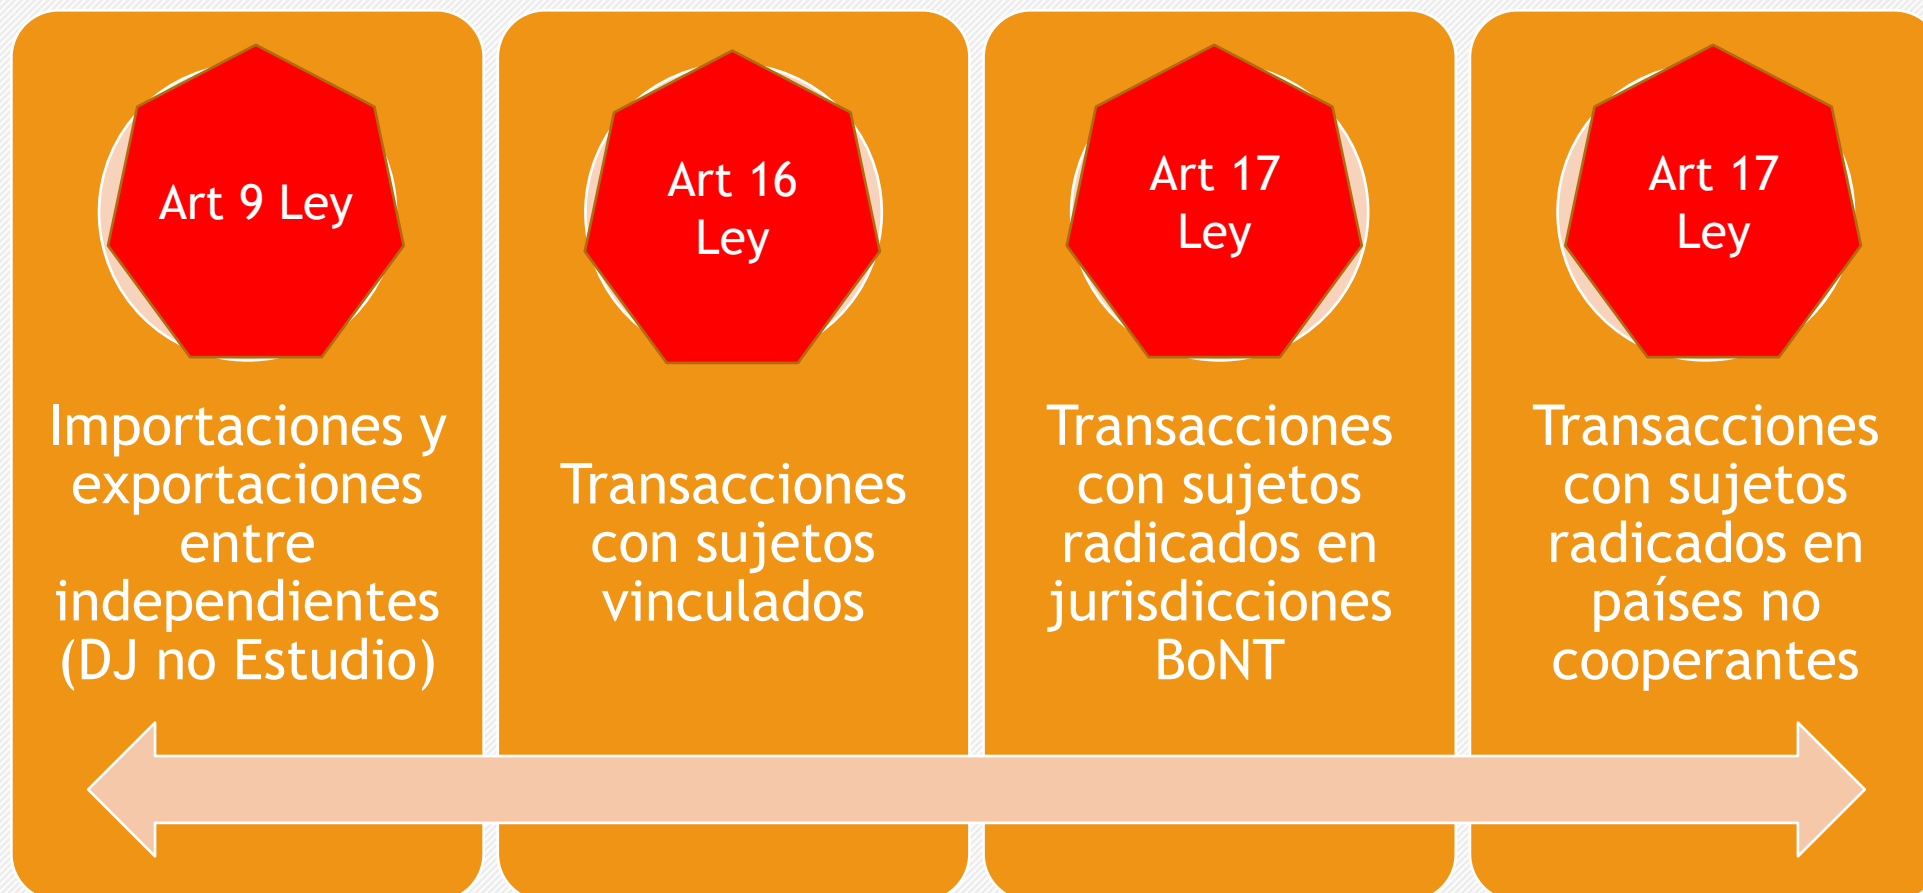 Art 9 Ley
Importaciones y
exportaciones
entre
independientes
(DJ no Estudio)
Art 16
Ley
Transacciones
con sujetos
vinculados
Art 17
Ley
Transacciones
con sujetos
radicados en
jurisdicciones
BoNT
Art 17
Ley
Transacciones
con sujetos
radicados en
países no
cooperantes